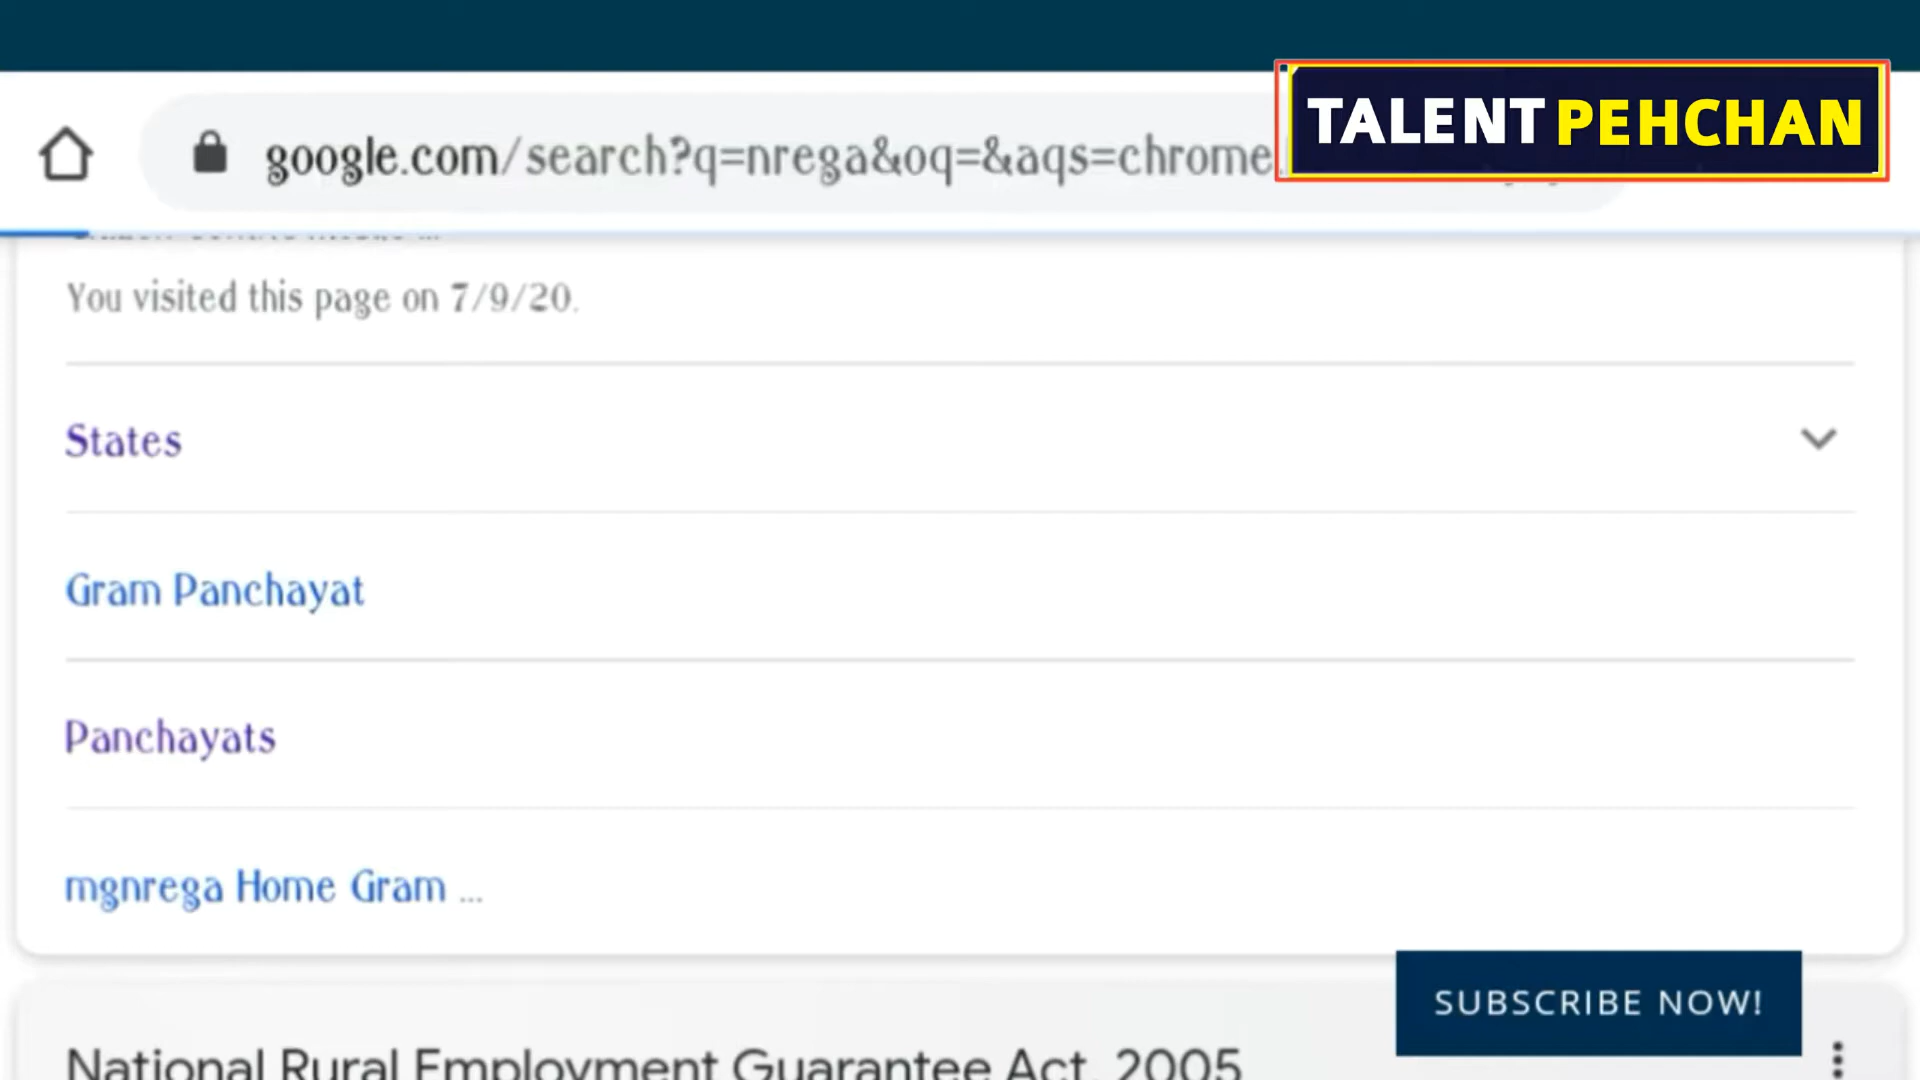 TALENT PEHCHAN
google.com/search?q=nrega&oq=&aqs=chrome
You visited this page on 7/9/20.
States
Gram Panchayat
Panchayats
mgnrega Home Gram ...
SUBSCRIBE NOW!
National Rural Employment Guarantee Act, 2005